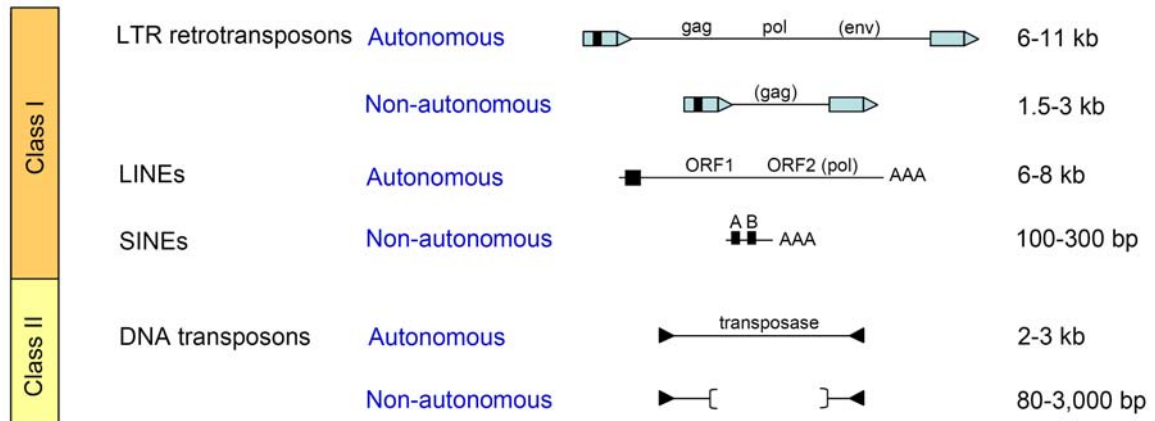 Class I
LTR retrotransposons Autonomous gag pol (env) 6-11 kb
Non-autonomous (gag) 1.5-3 kb
LINEs Autonomous ORF1 ORF2 (pol) AAA 6-8 kb
SINEs Non-autonomous A B AAA 100-300 bp
Class II
DNA transposons Autonomous transposase 2-3 kb
Non-autonomous 80-3,000 bp